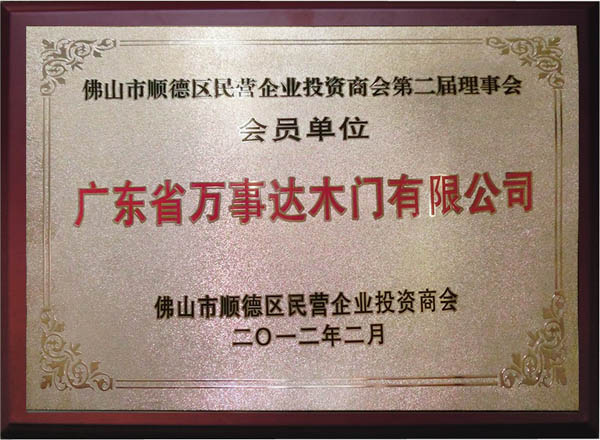 佛山市顺德区民营企业投资商会第二届理事会
会员单位
广东省万事达木门有限公司
佛山市顺德区民营企业投资商会
二〇一二年二月